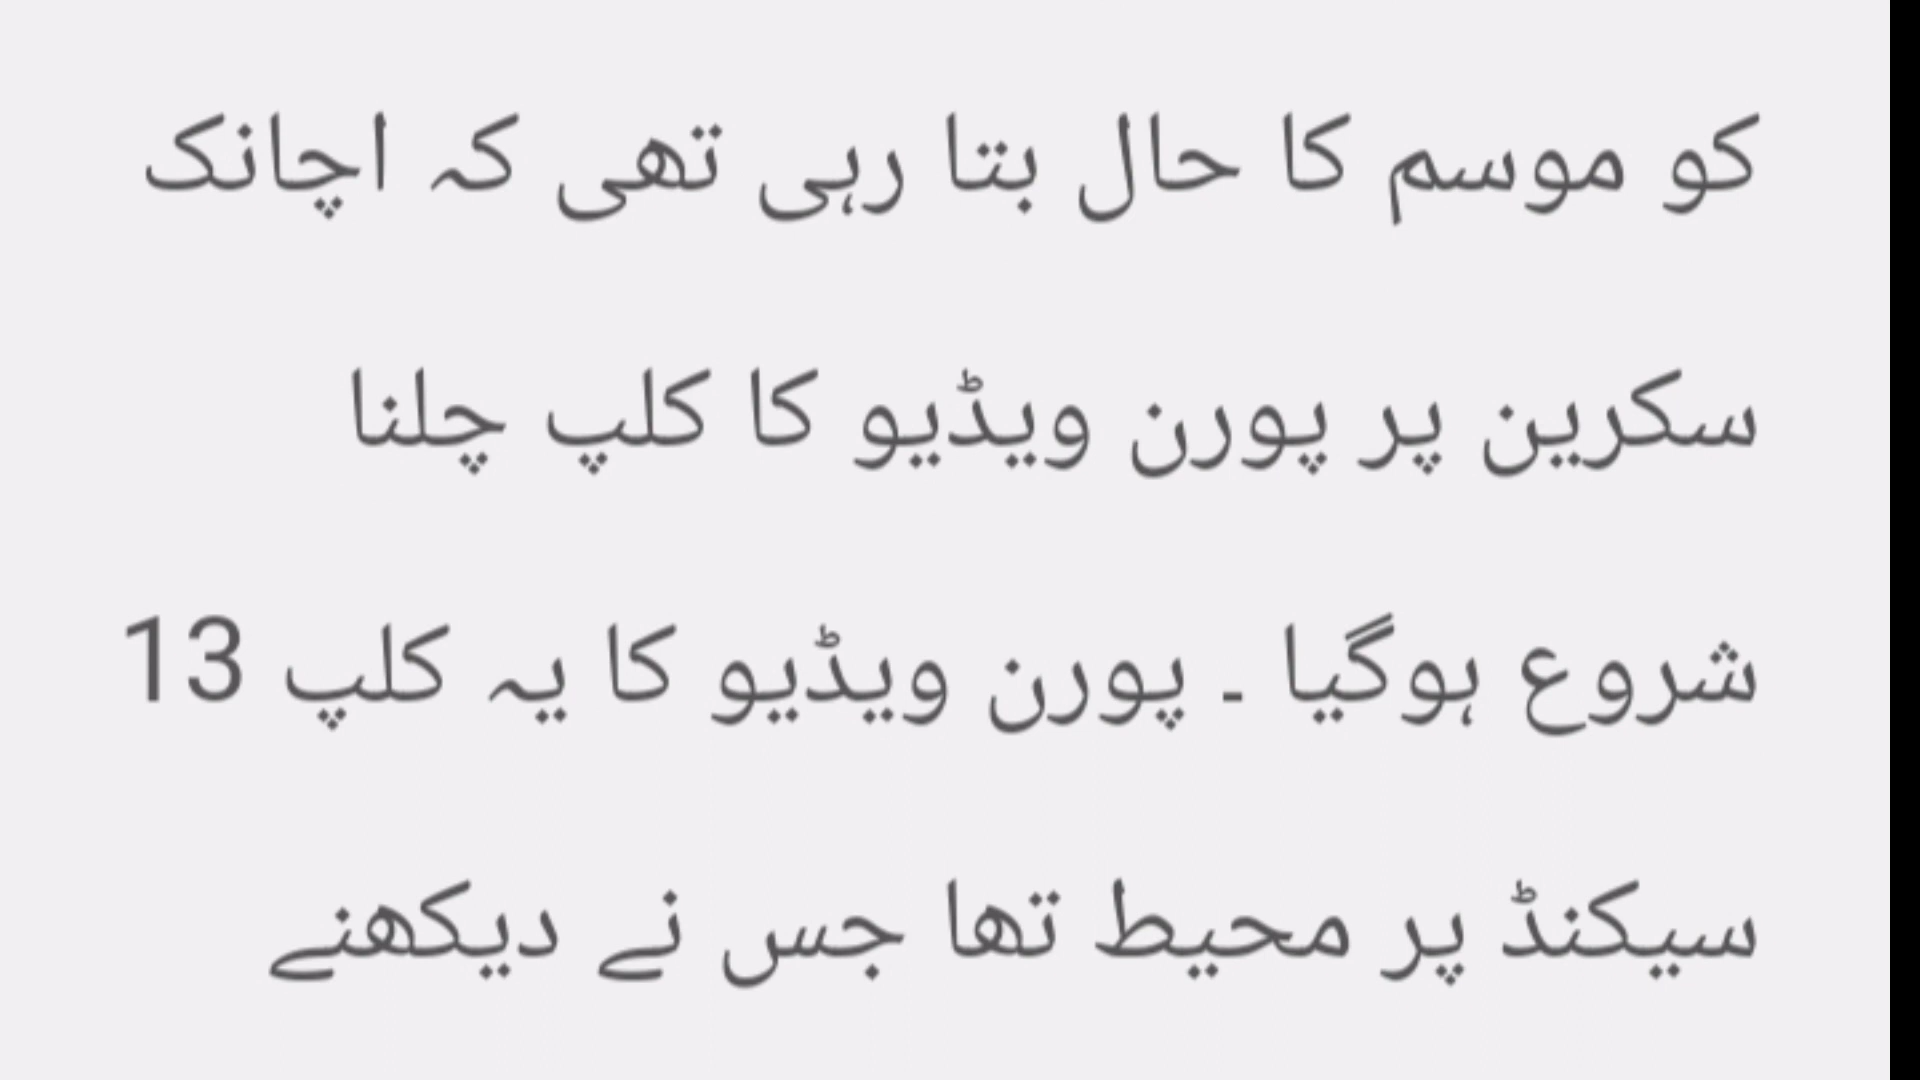 کو موسم کا حال بتا رہی تھی کہ اچانک
سکرین پر پورن ویڈیو کا کلپ چلنا
شروع ہوگیا ۔ پورن ویڈیو کا یہ کلپ 13
سیکنڈ پر محیط تھا جس نے دیکھنے